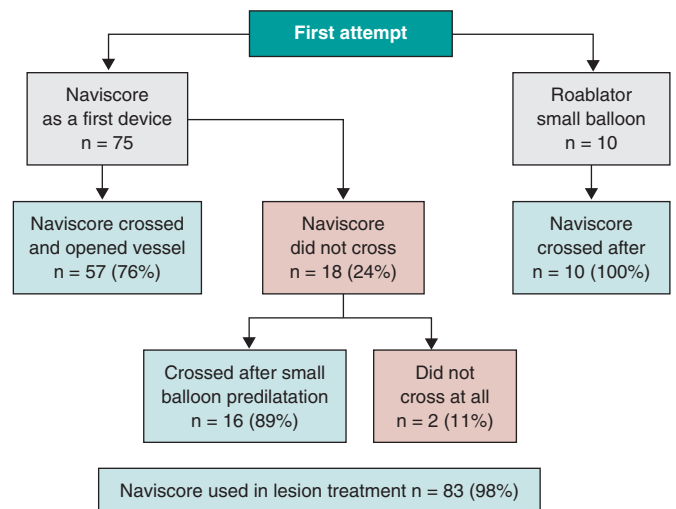 First attempt
Naviscore
as a first device
n = 75
Roablator
small balloon
n = 10
Naviscore crossed
and opened vessel
n = 57 (76%)
Naviscore
did not cross
n = 18 (24%)
Naviscore
crossed after
n = 10 (100%)
Crossed after small
balloon predilatation
n = 16 (89%)
Did not
cross at all
n = 2 (11%)
Naviscore used in lesion treatment n = 83 (98%)